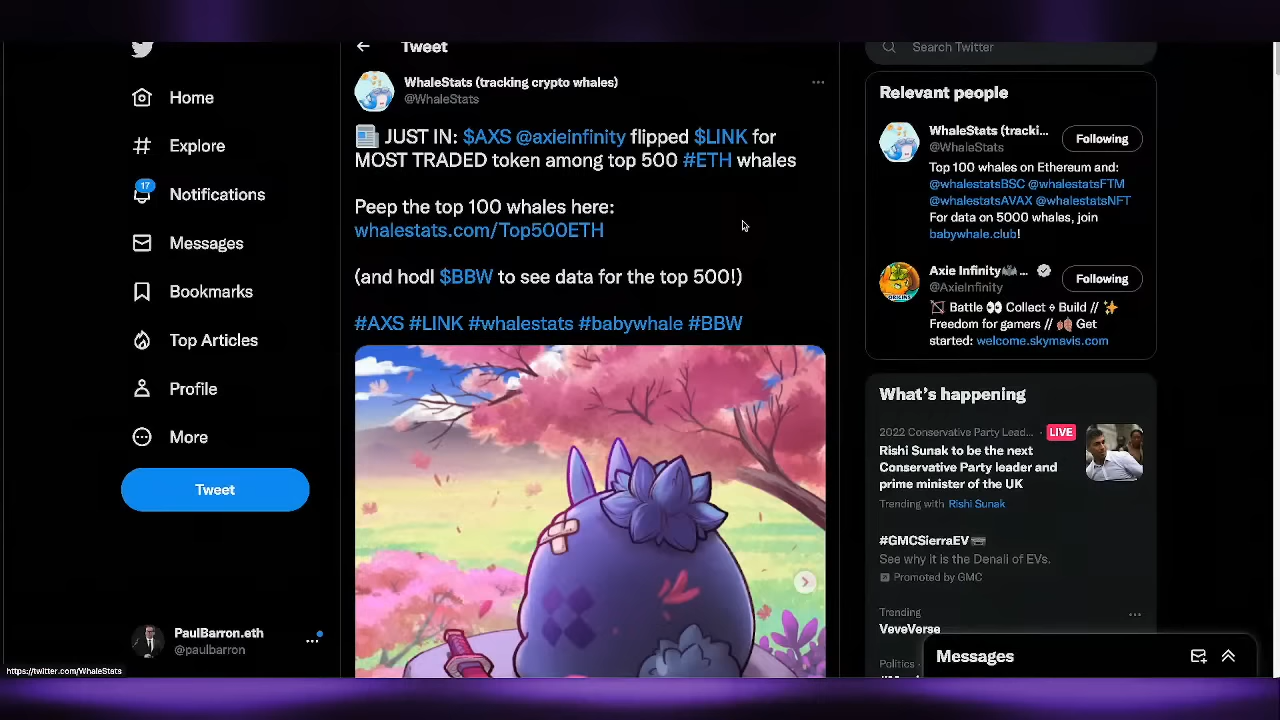 Home
Explore
17
Notifications
Messages
Bookmarks
Top Articles
Profile
More
Tweet
PaulBarron.eth
@paulbarron
https://twitter.com/WhaleStats
Tweet
WhaleStats (tracking crypto whales)
@WhaleStats
JUST IN: $AXS @axieinfinity flipped $LINK for
MOST TRADED token among top 500 #ETH whales
Peep the top 100 whales here:
whalestats.com/Top500ETH
(and hodl $BBW to see data for the top 500!)
#AXS #LINK #whalestats #babywhale #BBW
Search Twitter
Relevant people
WhaleStats (tracki...
Following
@WhaleStats
Top 100 whales on Ethereum and:
@whalestatsBSC @whalestatsFTM
@whalestatsAVAX @whalestatsNFT
For data on 5000 whales, join
babywhale.club!
Axie Infinity...
Following
@AxieInfinity
ORIGINS
Battle Collect + Build //
Freedom for gamers // Get
started: welcome.skymavis.com
What's happening
2022 Conservative Party Lead... · LIVE
Rishi Sunak to be the next
Conservative Party leader and
prime minister of the UK
Trending with Rishi Sunak
#GMCSierraEV
See why it is the Denali of EVs.
Promoted by GMC
Trending
VeveVerse
Politics ·
Messages